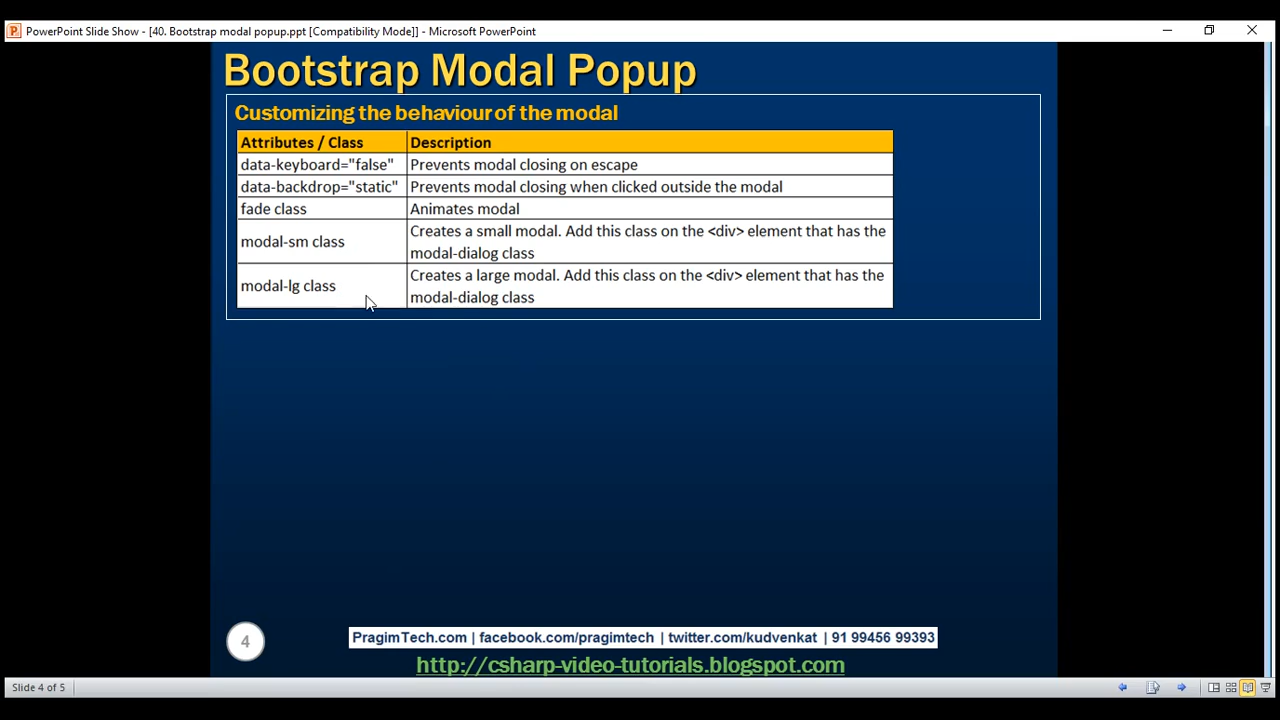 PowerPoint Slide Show - [40. Bootstrap modal popup.ppt [Compatibility Mode]] - Microsoft PowerPoint
Bootstrap Modal Popup
Customizing the behaviour of the modal
Attributes / Class Description
data-keyboard="false" Prevents modal closing on escape
data-backdrop="static" Prevents modal closing when clicked outside the modal
fade class Animates modal
modal-sm class Creates a small modal. Add this class on the <div> element that has the
modal-dialog class
modal-lg class Creates a large modal. Add this class on the <div> element that has the
modal-dialog class
4
PragimTech.com | facebook.com/pragimtech | twitter.com/kudvenkat | 91 99456 99393
http://csharp-video-tutorials.blogspot.com
Slide 4 of 5